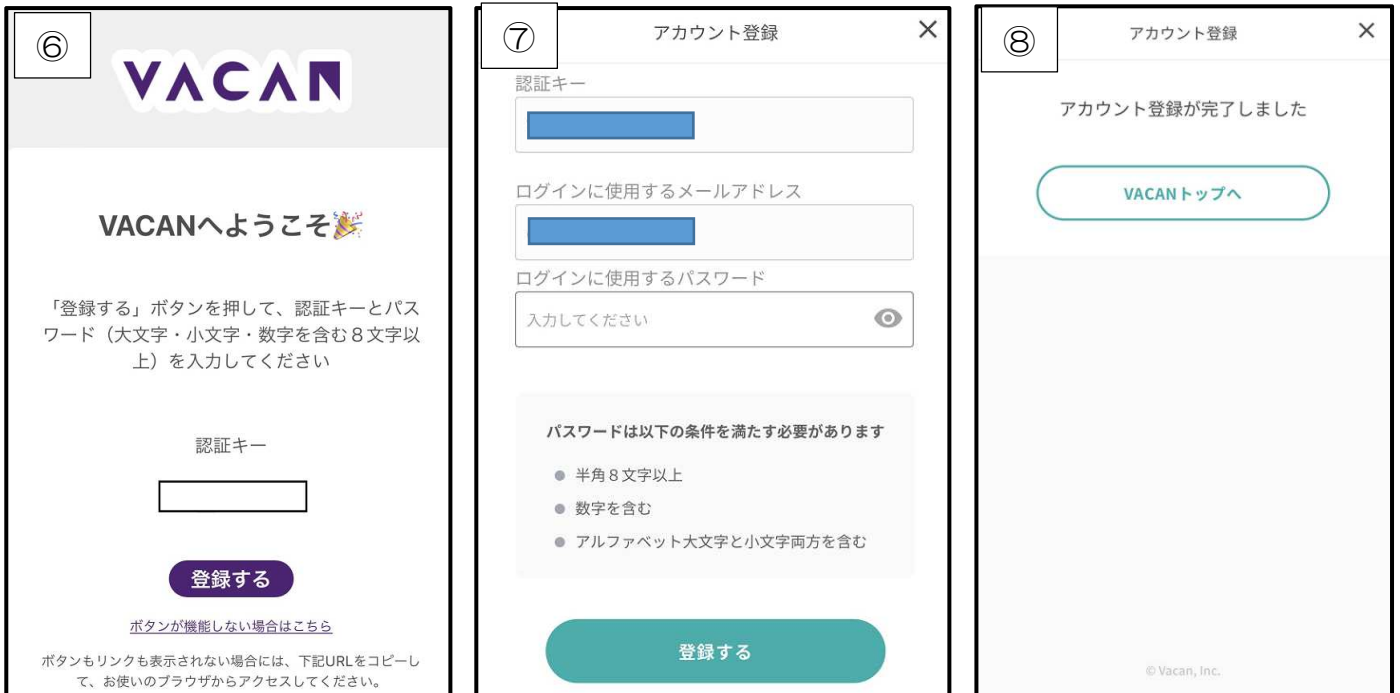 ⑥
VACAN
VACANへようこそ🎉
「登録する」ボタンを押して、認証キーとパス
ワード（大文字・小文字・数字を含む８文字以
上）を入力してください
認証キー
登録する
ボタンが機能しない場合はこちら
ボタンもリンクも表示されない場合には、下記URLをコピーし
て、お使いのブラウザからアクセスしてください。
⑦
アカウント登録
認証キー
ログインに使用するメールアドレス
ログインに使用するパスワード
入力してください
パスワードは以下の条件を満たす必要があります
半角８文字以上
数字を含む
アルファベット大文字と小文字両方を含む
登録する
⑧
アカウント登録
アカウント登録が完了しました
VACANトップへ
© Vacan, Inc.